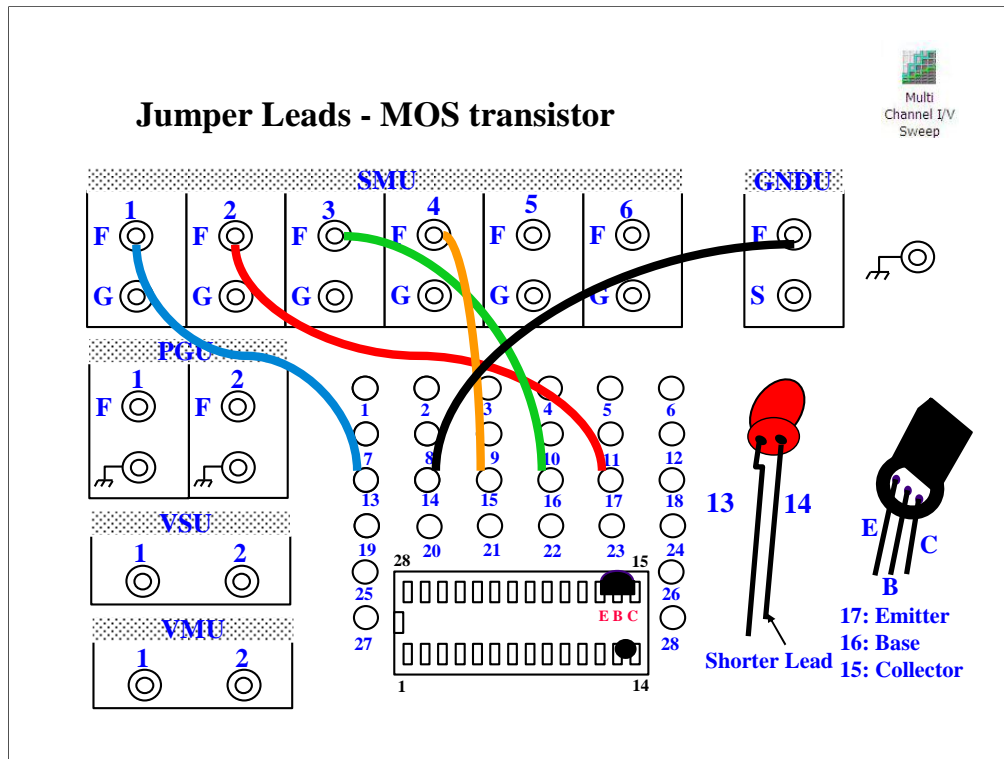 Multi
Channel I/V
Sweep
Jumper Leads - MOS transistor
SMU
GNDU
1 2 3 4 5 6
F F F F F F F
G G G G G G S
PGU
1 2
F F
1 2 3 4 5 6
7 8 9 10 11 12
13 14 15 16 17 18
19 20 21 22 23 24
25 26
27 28
VSU
1 2
VMU
1 2
28 15
E B C
1 14
13 14
Shorter Lead
E
B
C
17: Emitter
16: Base
15: Collector